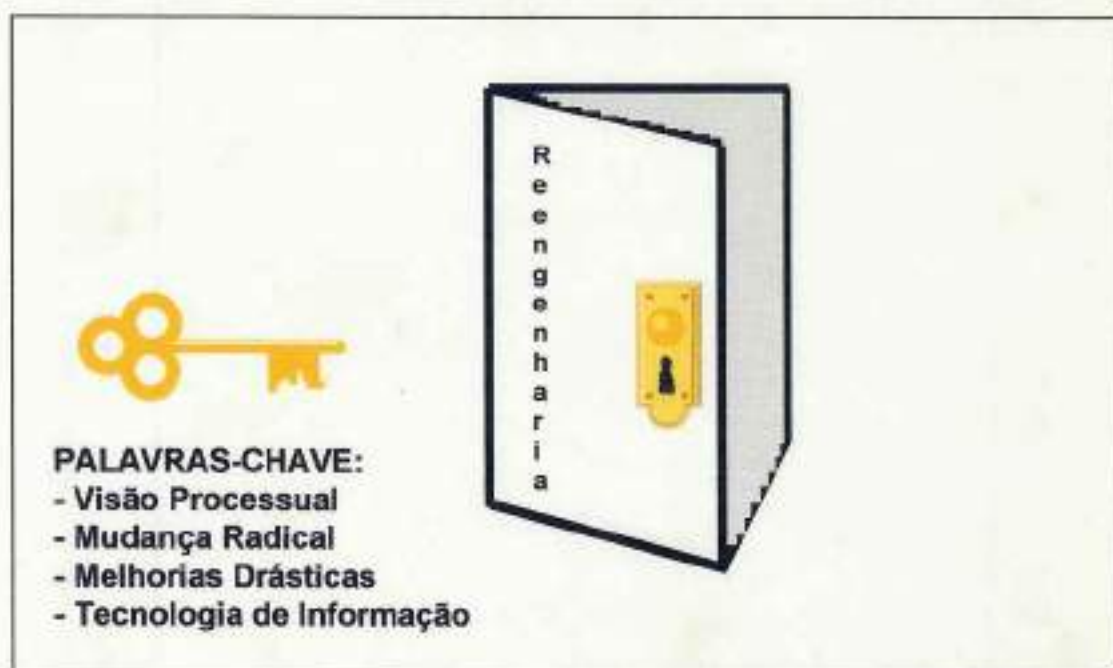 Reengenharia
PALAVRAS-CHAVE:
- Visão Processual
- Mudança Radical
- Melhorias Drásticas
- Tecnologia de Informação